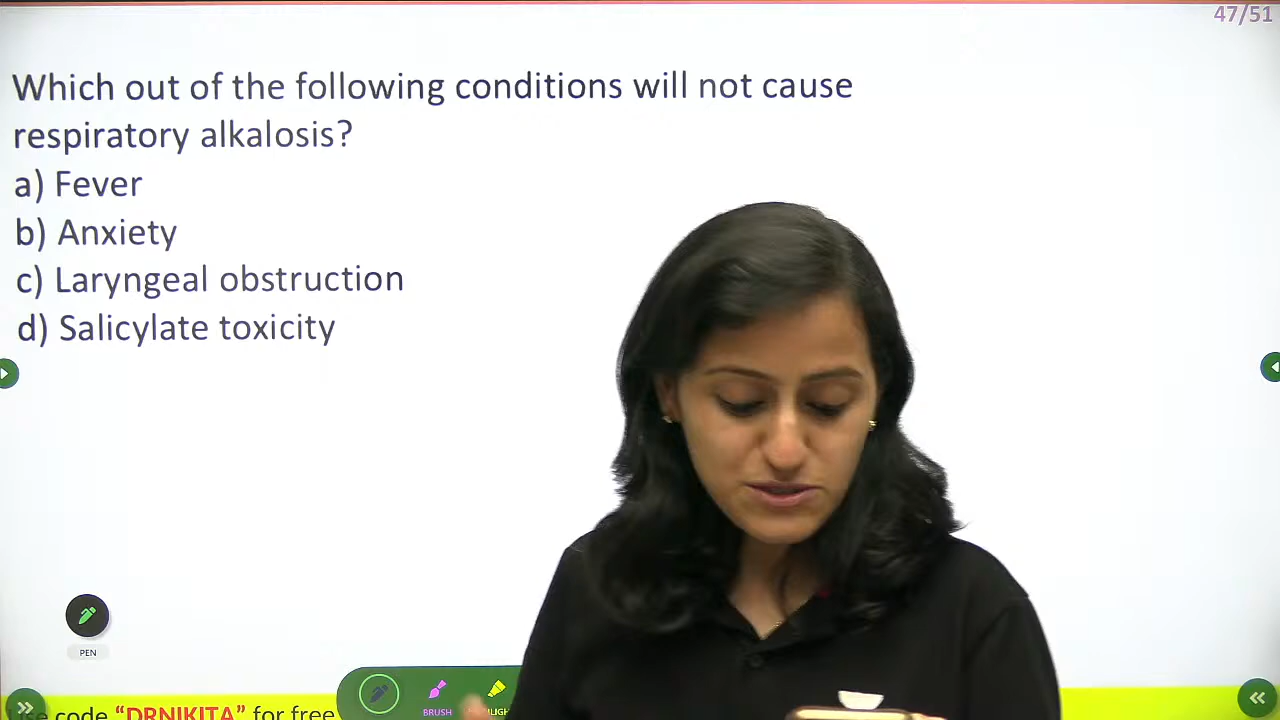 47/51
Which out of the following conditions will not cause
respiratory alkalosis?
a) Fever
b) Anxiety
c) Laryngeal obstruction
d) Salicylate toxicity
PEN
BRUSH
code “DRNIKITA” for free